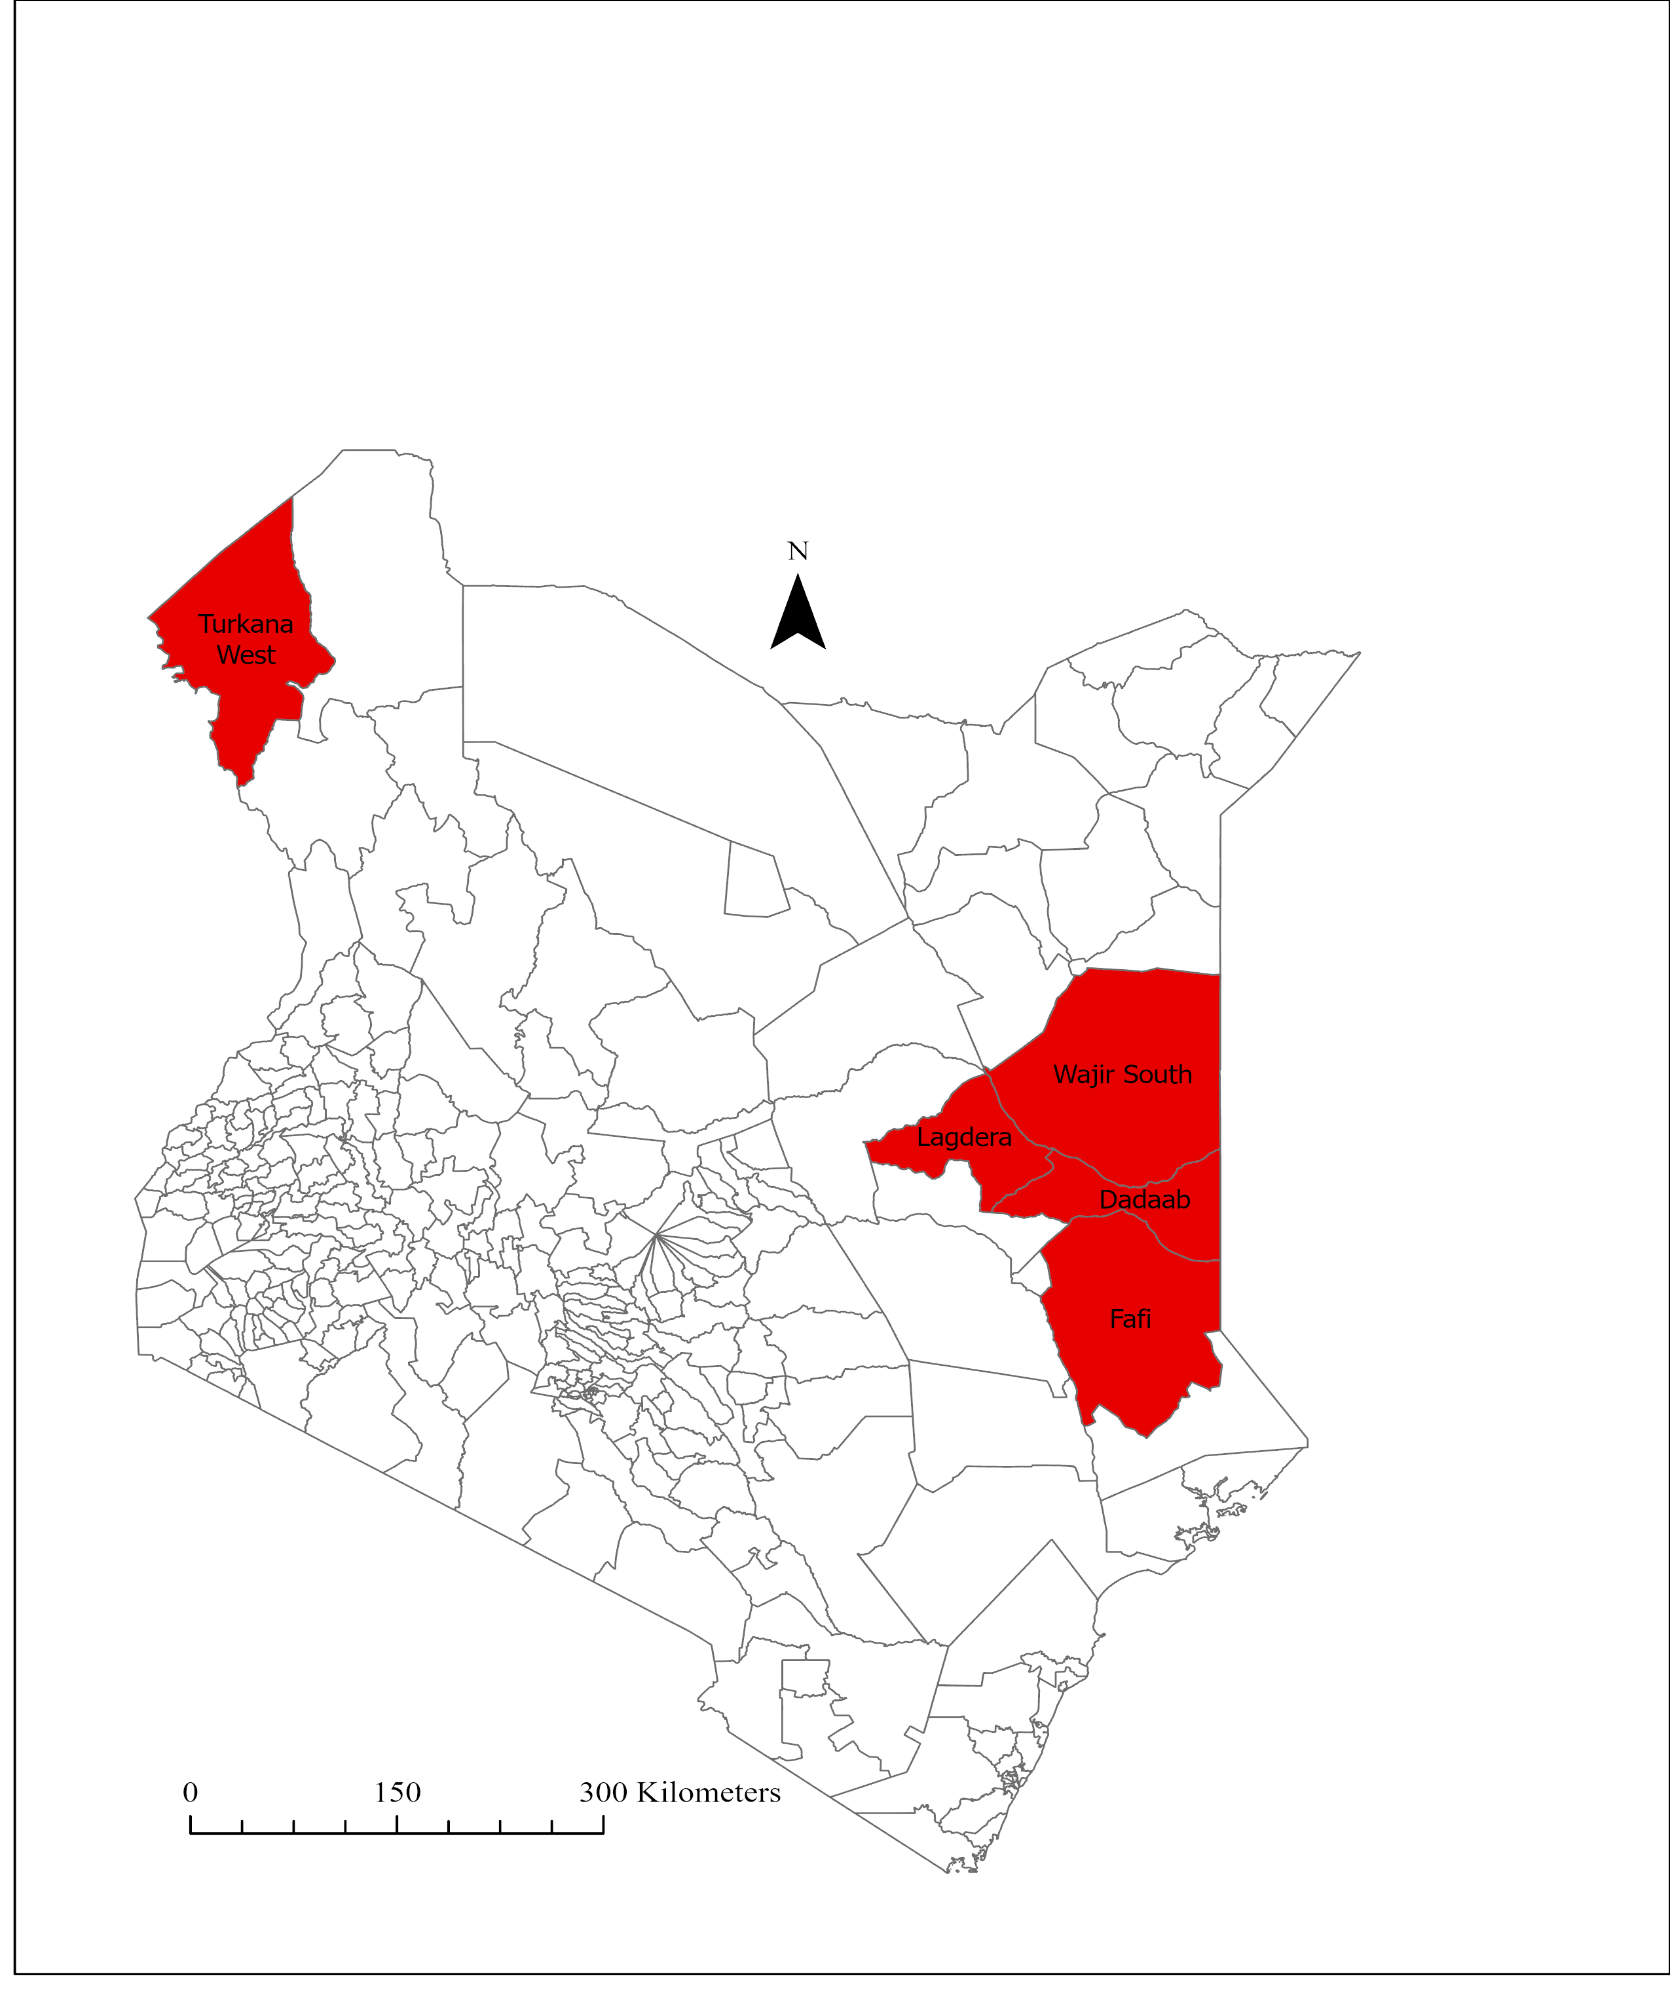 N
Turkana
West
Wajir South
Lagdera
Dadaab
Fafi
0 150 300 Kilometers